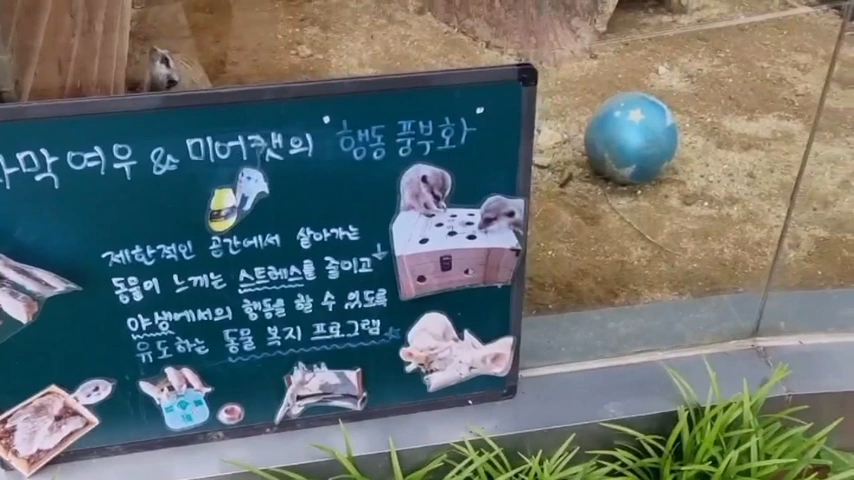 사막여우 & 미어캣의 행동 풍부화
제한적인 공간에서 살아가는
동물이 느끼는 스트레스를 줄이고↓
야생에서의 행동을 할 수 있도록
유도하는 동물 복지 프로그램